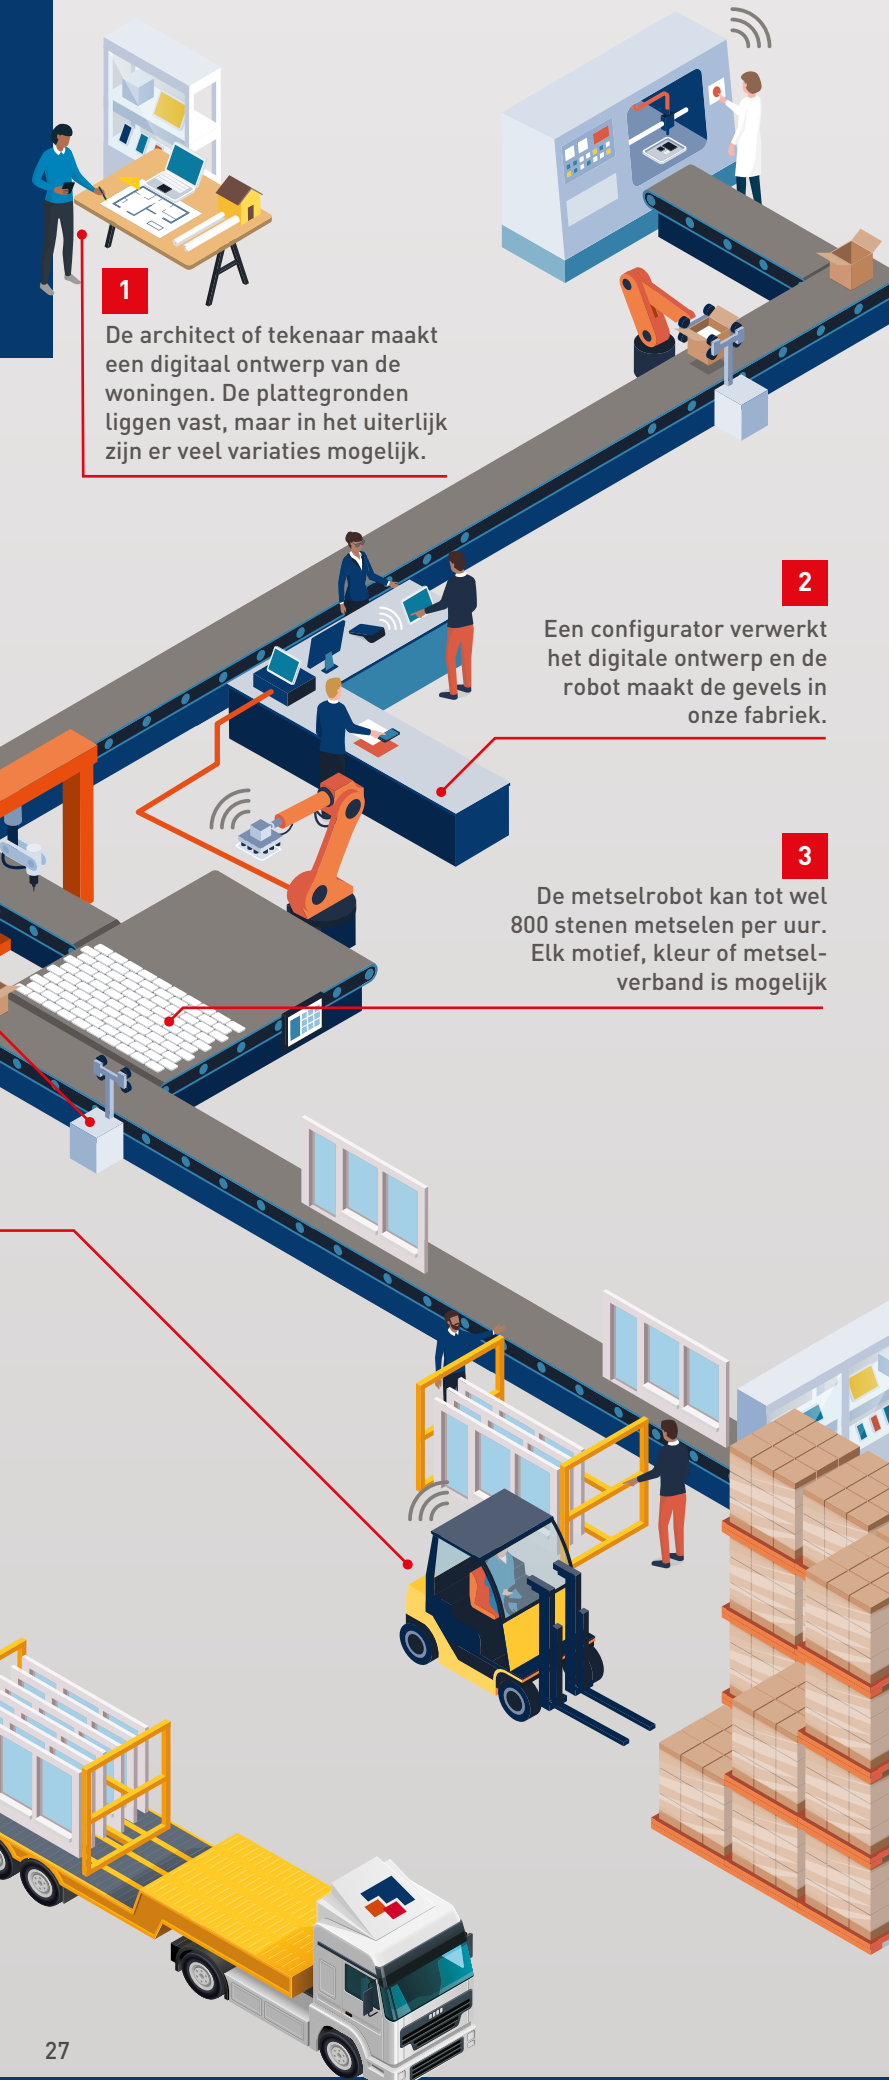 1
De architect of tekenaar maakt
een digitaal ontwerp van de
woningen. De plattegronden
liggen vast, maar in het uiterlijk
zijn er veel variaties mogelijk.
2
Een configurator verwerkt
het digitale ontwerp en de
robot maakt de gevels in
onze fabriek.
3
De metselrobot kan tot wel
800 stenen metselen per uur.
Elk motief, kleur of metsel-
verband is mogelijk
27